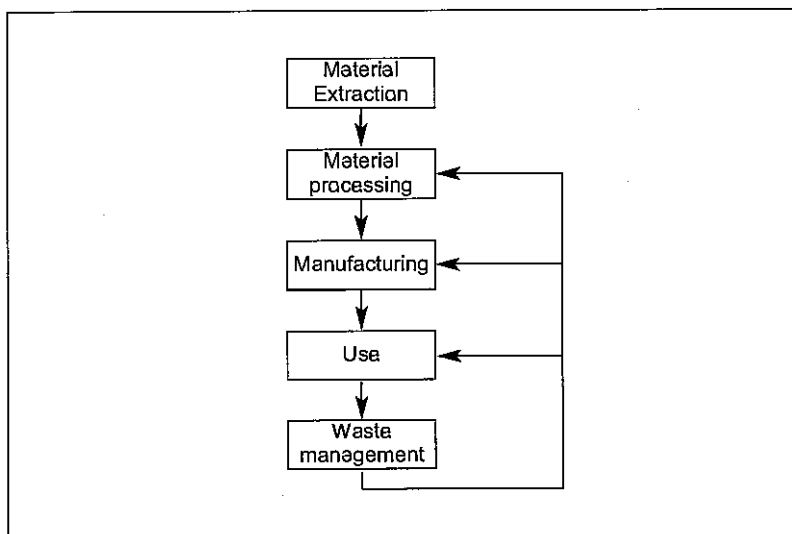 Material
Extraction
Material
processing
Manufacturing
Use
Waste
management